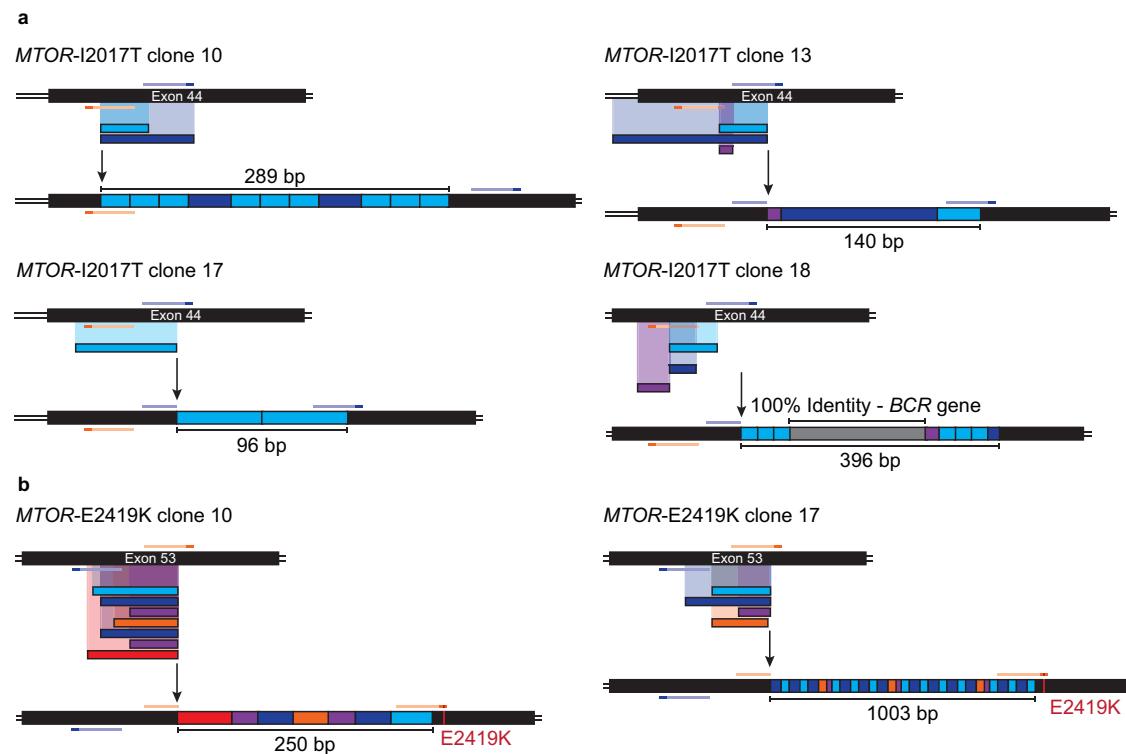 a
MTOR-I2017T clone 10
MTOR-I2017T clone 13
Exon 44
Exon 44
289 bp
140 bp
MTOR-I2017T clone 17
MTOR-I2017T clone 18
Exon 44
Exon 44
100% Identity - BCR gene
96 bp
396 bp
b
MTOR-E2419K clone 10
MTOR-E2419K clone 17
Exon 53
Exon 53
250 bp
E2419K
1003 bp
E2419K